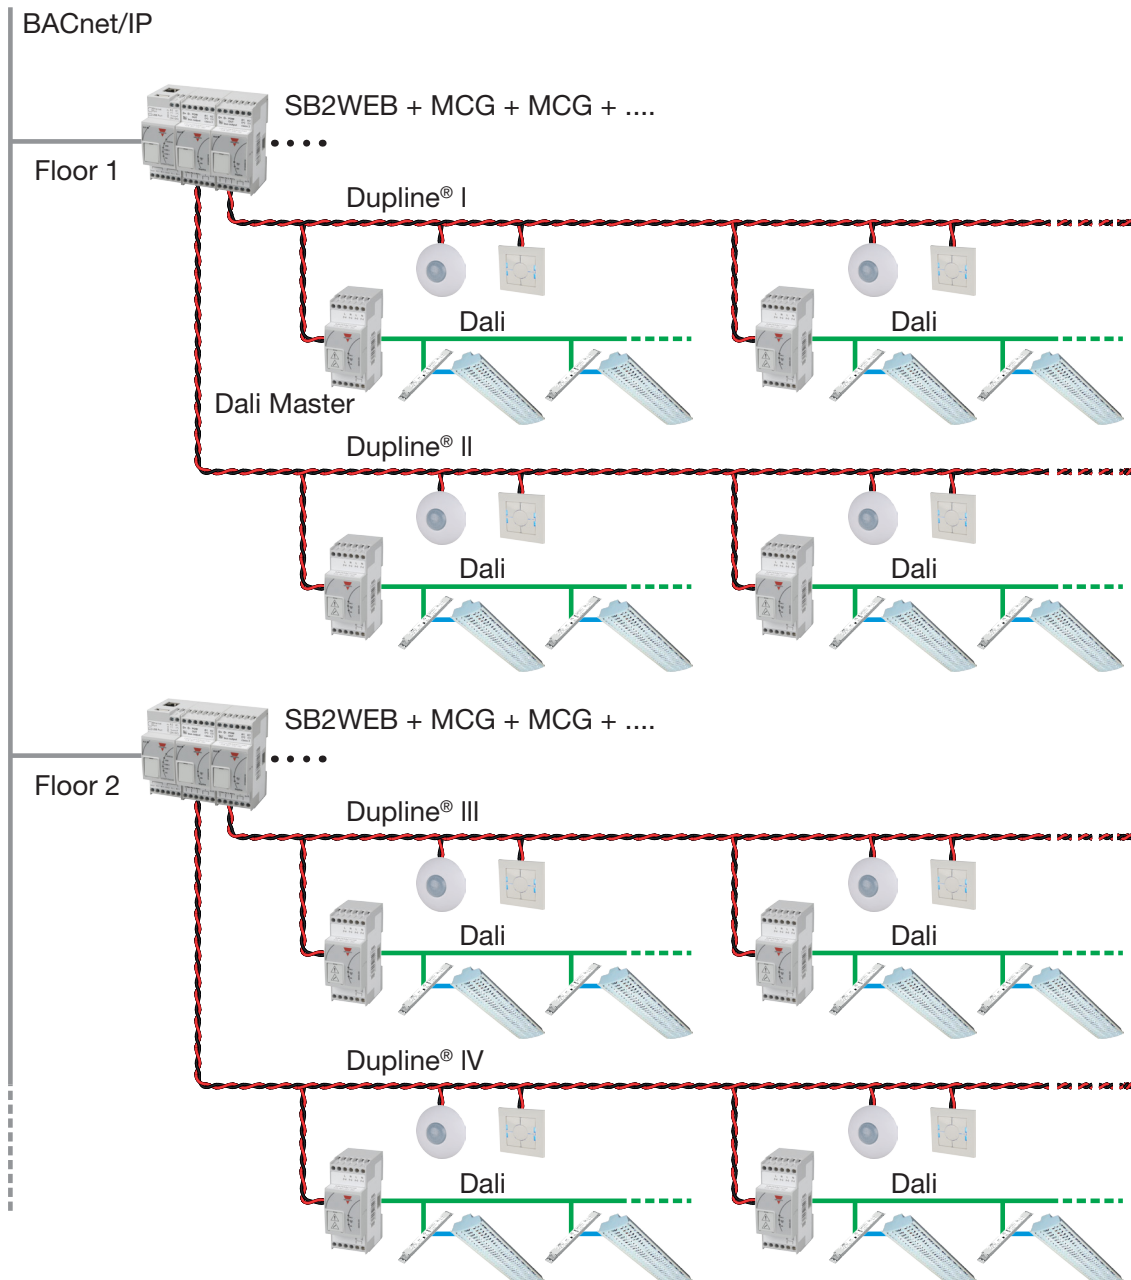 BACnet/IP
SB2WEB + MCG + MCG + ....
Floor 1
Dupline® I
Dali
Dali
Dali Master
Dupline® II
Dali
Dali
SB2WEB + MCG + MCG + ....
Floor 2
Dupline® III
Dali
Dali
Dupline® IV
Dali
Dali